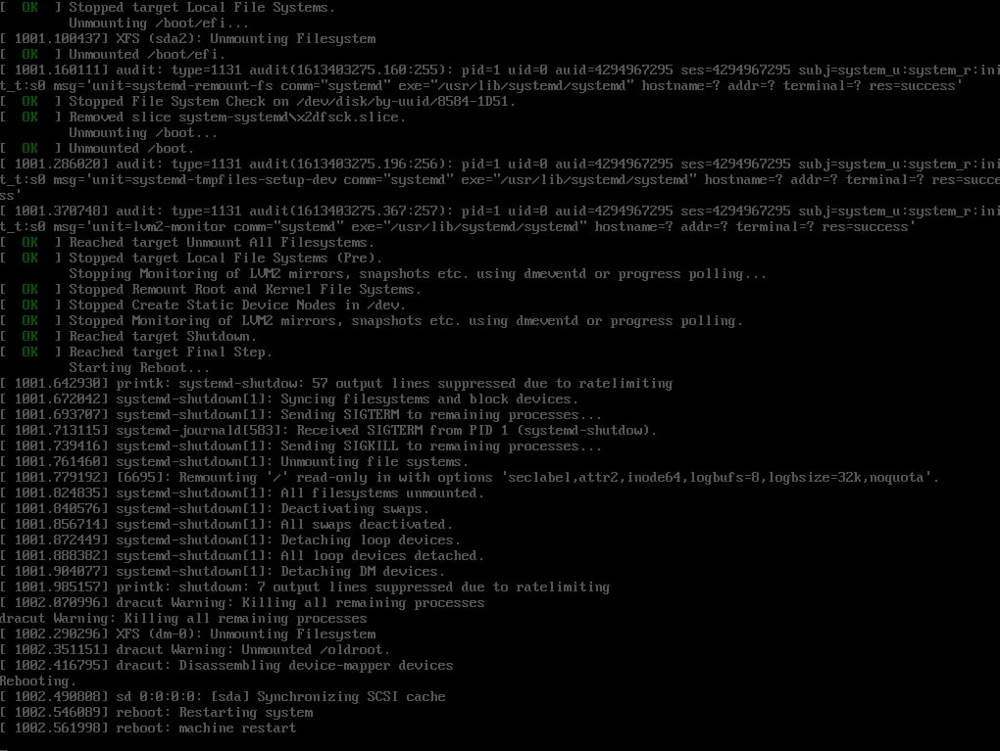 [  OK  ] Stopped target Local File Systems.
         Unmounting /boot/efi...
[ 1001.100437] XFS (sda2): Unmounting Filesystem
[  OK  ] Unmounted /boot/efi.
[ 1001.160111] audit: type=1131 audit(1613403275.160:255): pid=1 uid=0 auid=4294967295 ses=4294967295 subj=system_u:system_r:ini
t_t:s0 msg='unit=systemd-remount-fs comm="systemd" exe="/usr/lib/systemd/systemd" hostname=? addr=? terminal=? res=success'
[  OK  ] Stopped File System Check on /dev/disk/by-uuid/8584-1D51.
[  OK  ] Removed slice system-systemd\x2dfsck.slice.
         Unmounting /boot...
[  OK  ] Unmounted /boot.
[ 1001.286020] audit: type=1131 audit(1613403275.196:256): pid=1 uid=0 auid=4294967295 ses=4294967295 subj=system_u:system_r:ini
t_t:s0 msg='unit=systemd-tmpfiles-setup-dev comm="systemd" exe="/usr/lib/systemd/systemd" hostname=? addr=? terminal=? res=succe
ss'
[ 1001.370748] audit: type=1131 audit(1613403275.367:257): pid=1 uid=0 auid=4294967295 ses=4294967295 subj=system_u:system_r:ini
t_t:s0 msg='unit=lvm2-monitor comm="systemd" exe="/usr/lib/systemd/systemd" hostname=? addr=? terminal=? res=success'
[  OK  ] Reached target Unmount All Filesystems.
[  OK  ] Stopped target Local File Systems (Pre).
         Stopping Monitoring of LVM2 mirrors, snapshots etc. using dmeventd or progress polling...
[  OK  ] Stopped Remount Root and Kernel File Systems.
[  OK  ] Stopped Create Static Device Nodes in /dev.
[  OK  ] Stopped Monitoring of LVM2 mirrors, snapshots etc. using dmeventd or progress polling.
[  OK  ] Reached target Shutdown.
[  OK  ] Reached target Final Step.
         Starting Reboot...
[ 1001.642930] printk: systemd-shutdow: 57 output lines suppressed due to ratelimiting
[ 1001.672042] systemd-shutdown[1]: Syncing filesystems and block devices.
[ 1001.693707] systemd-shutdown[1]: Sending SIGTERM to remaining processes...
[ 1001.713115] systemd-journald[583]: Received SIGTERM from PID 1 (systemd-shutdow).
[ 1001.739416] systemd-shutdown[1]: Sending SIGKILL to remaining processes...
[ 1001.761460] systemd-shutdown[1]: Unmounting file systems.
[ 1001.779192] [6695]: Remounting '/' read-only in with options 'seclabel,attr2,inode64,logbufs=8,logbsize=32k,noquota'.
[ 1001.824835] systemd-shutdown[1]: All filesystems unmounted.
[ 1001.840576] systemd-shutdown[1]: Deactivating swaps.
[ 1001.856714] systemd-shutdown[1]: All swaps deactivated.
[ 1001.872449] systemd-shutdown[1]: Detaching loop devices.
[ 1001.888382] systemd-shutdown[1]: All loop devices detached.
[ 1001.904077] systemd-shutdown[1]: Detaching DM devices.
[ 1001.985157] printk: shutdown: 7 output lines suppressed due to ratelimiting
[ 1002.070996] dracut Warning: Killing all remaining processes
dracut Warning: Killing all remaining processes
[ 1002.290296] XFS (dm-0): Unmounting Filesystem
[ 1002.351151] dracut Warning: Unmounted /oldroot.
[ 1002.416795] dracut: Disassembling device-mapper devices
Rebooting.
[ 1002.490808] sd 0:0:0:0: [sda] Synchronizing SCSI cache
[ 1002.546089] reboot: Restarting system
[ 1002.561998] reboot: machine restart